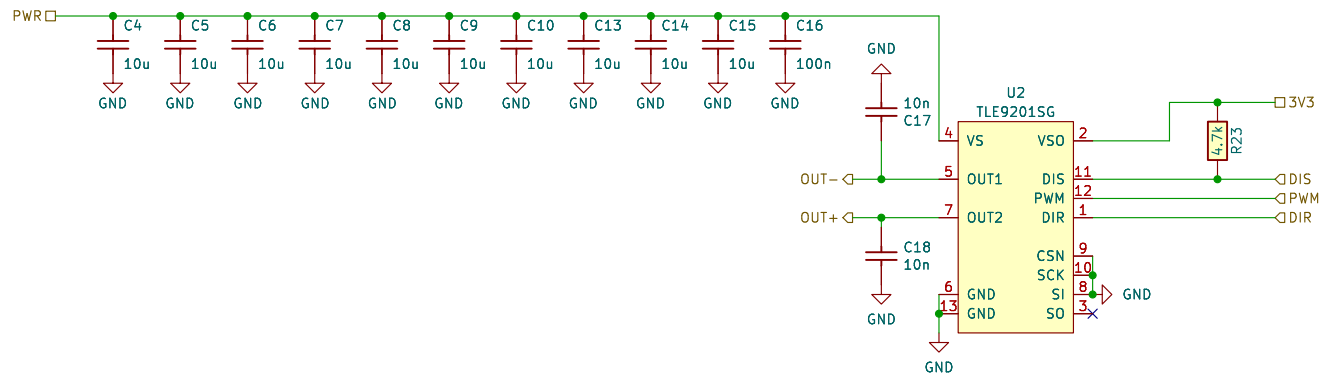 PWR
C4 C5 C6 C7 C8 C9 C10 C13 C14 C15 C16
10u 10u 10u 10u 10u 10u 10u 10u 10u 10u 100n
GND GND GND GND GND GND GND GND GND GND GND
GND
10n
C17
U2
TLE9201SG
3V3
4.7k
R23
4 VS VSO 2
OUT- 5 OUT1 DIS 11 DIS
PWM 12 PWM
OUT+ 7 OUT2 DIR 1 DIR
C18
10n
GND
CSN 9
SCK 10
6 GND SI 8 GND
13 GND SO 3
GND